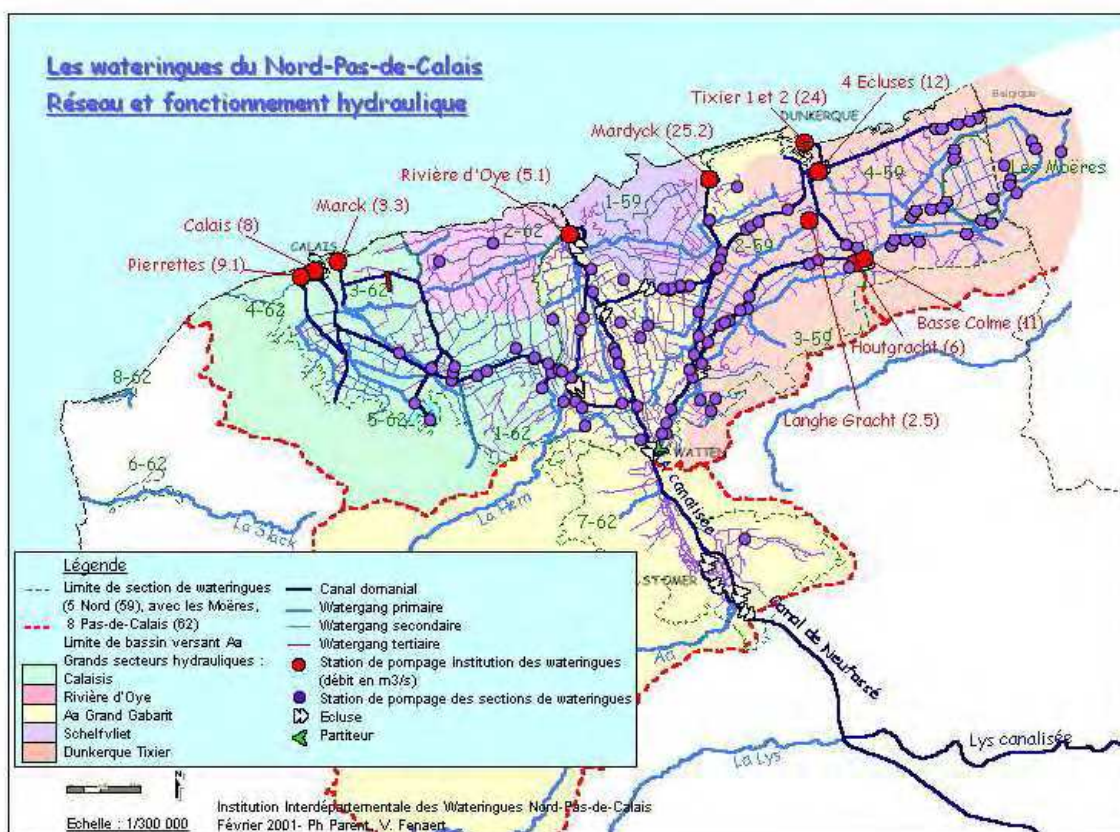 Les wateringues du Nord-Pas-de-Calais
Réseau et fonctionnement hydraulique
4 Ecluses (12)
Tixier 1 et 2 (24)
DUNKERQUE
Belgique
Mardyck (25.2)
Les Moëres
4-59
Rivière d'Oye (5.1)
1-59
Marck (3.3)
2-62
2-59
Calais (8)
CALAIS
Pierrettes (9.1)
3-62
4-62
Basse Colme (11)
3-59
Houtgracht (6)
8-62
Langhe Gracht (2.5)
5-62
1-62
WATTEN
6-62
canalisée
La Hem
7-62
La Slack
ST-OMER
Canal de Neufossé
Aa
Lys canalisée
La Lys
Légende
Limite de section de wateringues
(5 Nord (59), avec les Moëres,
8 Pas-de-Calais (62)
Limite de bassin versant Aa
Grands secteurs hydrauliques :
Calaisis
Rivière d'Oye
Aa Grand Gabarit
Schelfvliet
Dunkerque Tixier
Canal domanial
Watergang primaire
Watergang secondaire
Watergang tertiaire
Station de pompage Institution des wateringues
(débit en m3/s)
Station de pompage des sections de wateringues
Ecluse
Partiteur
N
Echelle : 1/300 000
Institution Interdépartementale des Wateringues Nord-Pas-de-Calais
Février 2001- Ph Parent, V. Fenaert